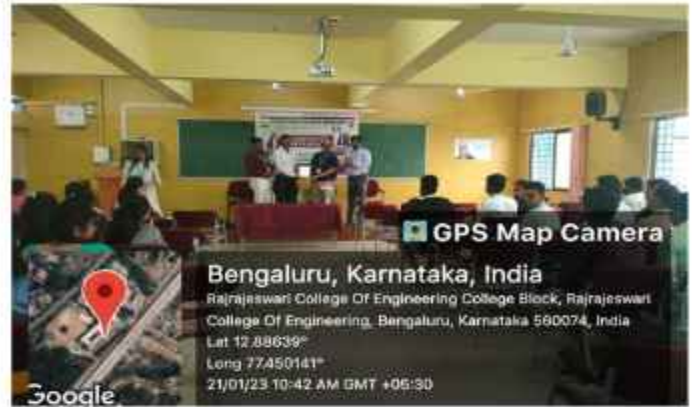 GPS Map Camera
Bengaluru, Karnataka, India
Rajrajeswari College Of Engineering College Block, Rajrajeswari
College Of Engineering, Bengaluru, Karnataka 560074, India
Lat 12.88639°
Long 77.450141°
21/01/23 10:42 AM GMT +05:30
Google